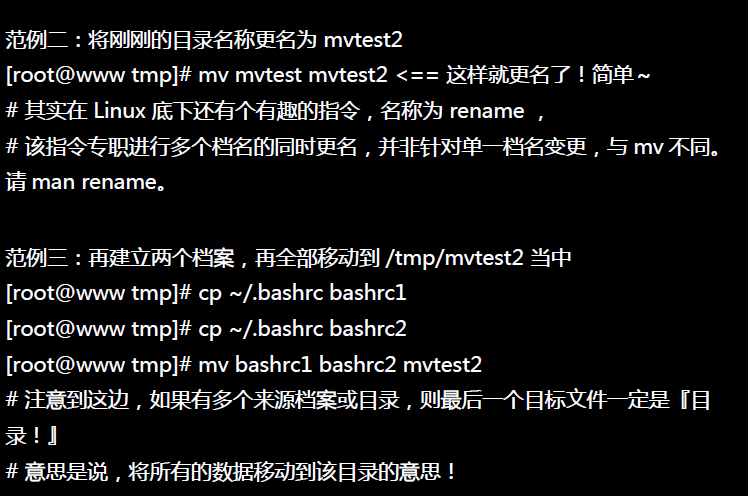 范例二：将刚刚的目录名称更名为 mvtest2
[root@www tmp]# mv mvtest mvtest2 <== 这样就更名了！简单～
# 其实在 Linux 底下还有个有趣的指令，名称为 rename ，
# 该指令专职进行多个档名的同时更名，并非针对单一档名变更，与 mv 不同。
请 man rename。
范例三：再建立两个档案，再全部移动到 /tmp/mvtest2 当中
[root@www tmp]# cp ~/.bashrc bashrc1
[root@www tmp]# cp ~/.bashrc bashrc2
[root@www tmp]# mv bashrc1 bashrc2 mvtest2
# 注意到这边，如果有多个来源档案或目录，则最后一个目标文件一定是『目
录！』
# 意思是说，将所有的数据移动到该目录的意思！